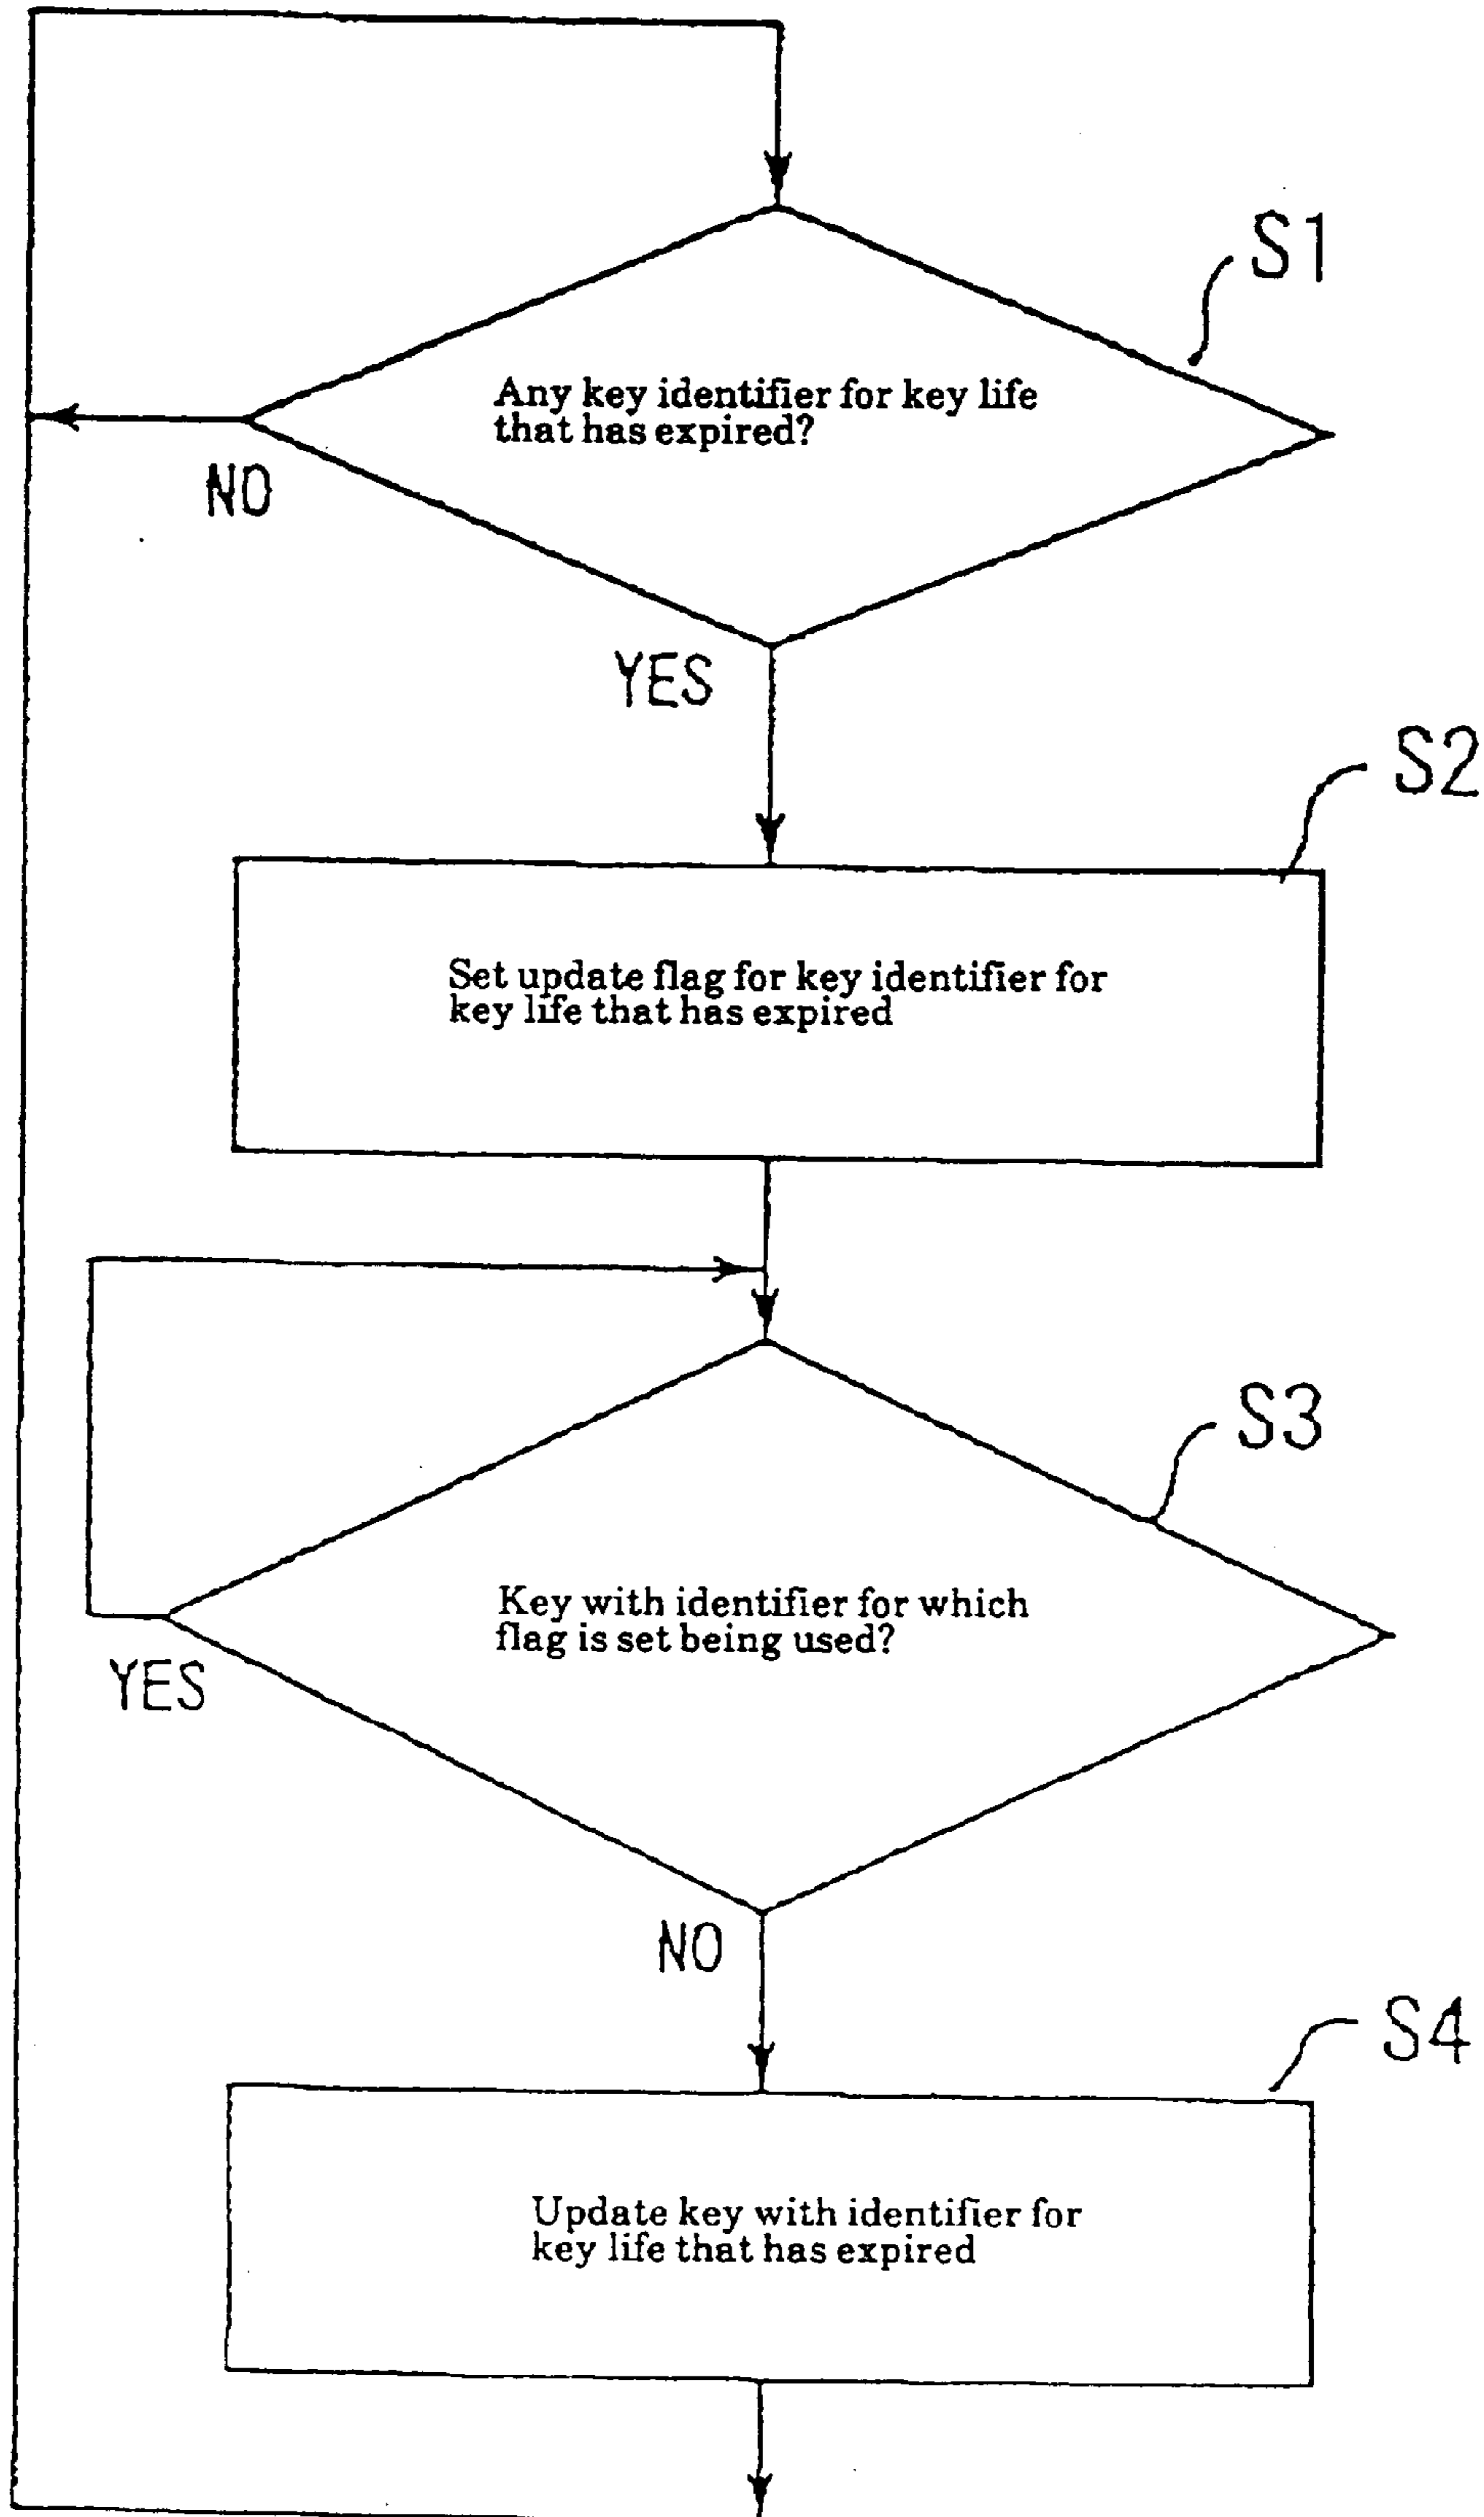 S1
Any key identifier for key life
that has expired?
NO
YES
S2
Set update flag for key identifier for
key life that has expired
S3
Key with identifier for which
flag is set being used?
YES
NO
S4
Update key with identifier for
key life that has expired